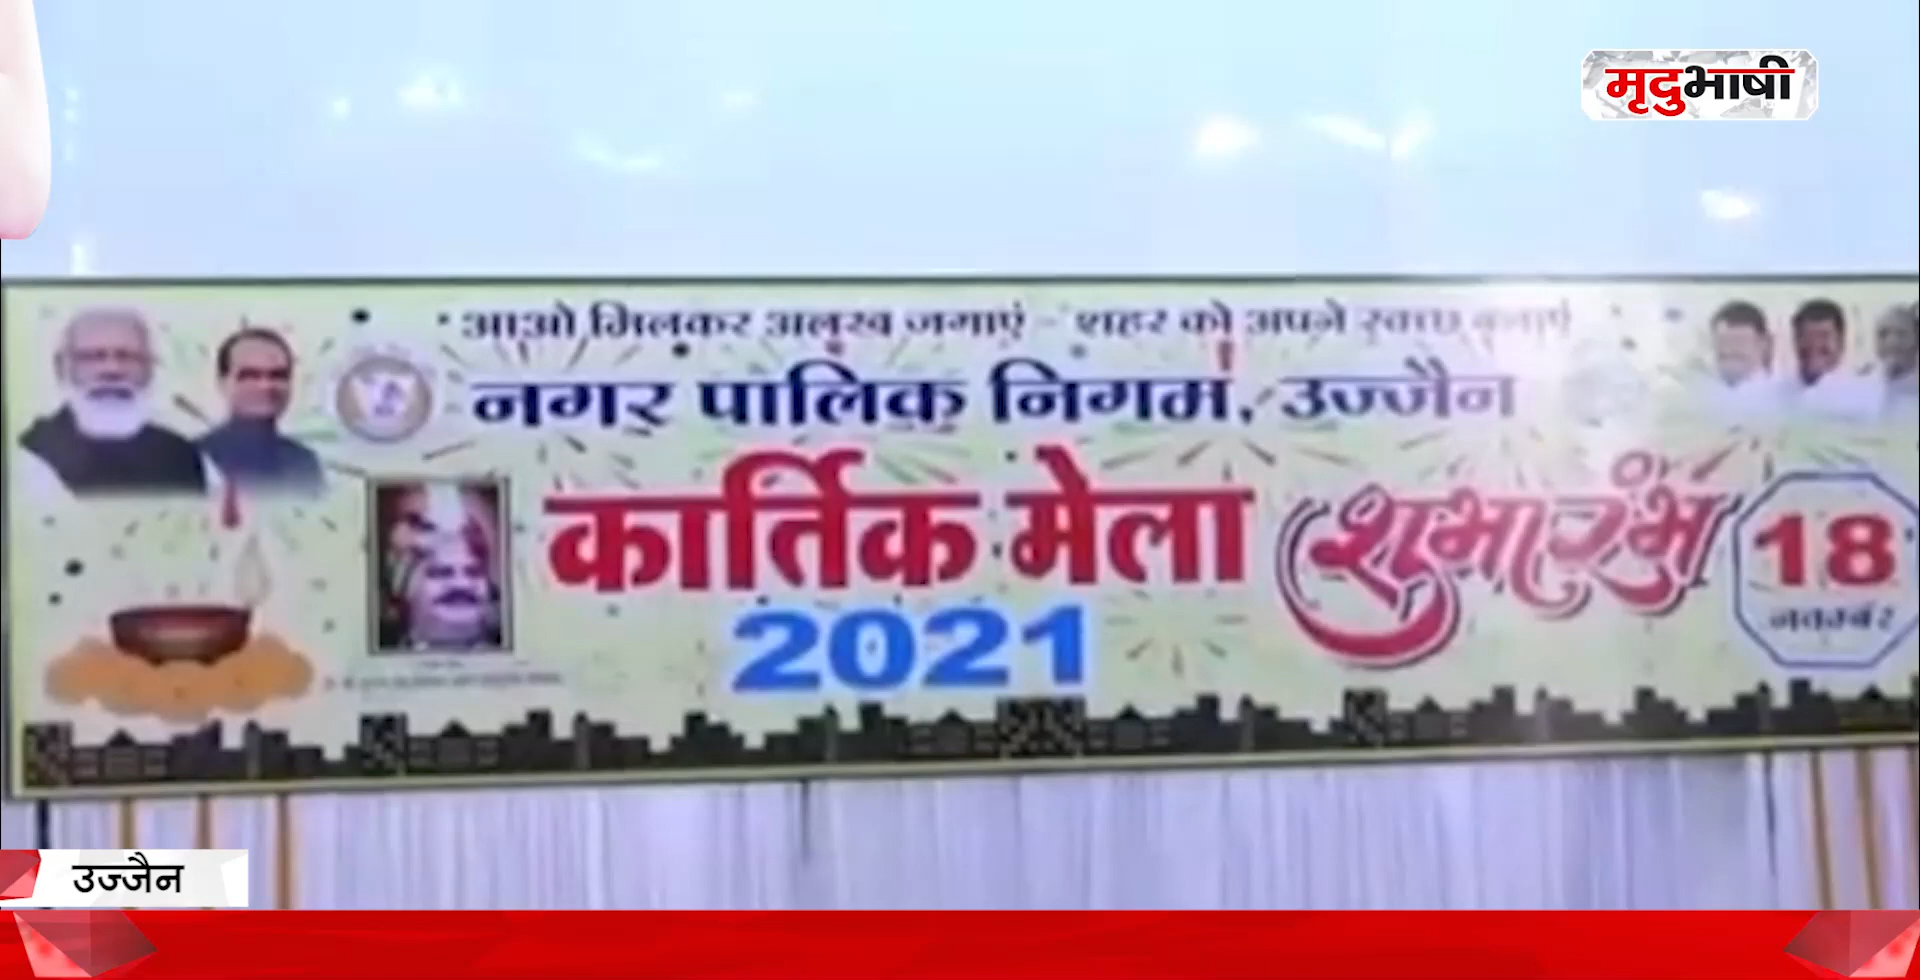 मृदुभाषी
आओ मिलकर अलख जगाएं - शहर को अपने स्वच्छ बनाएं
नगर पालिक निगम, उज्जैन
कार्तिक मेला शुभारंभ 18
नवम्बर
2021
उज्जैन